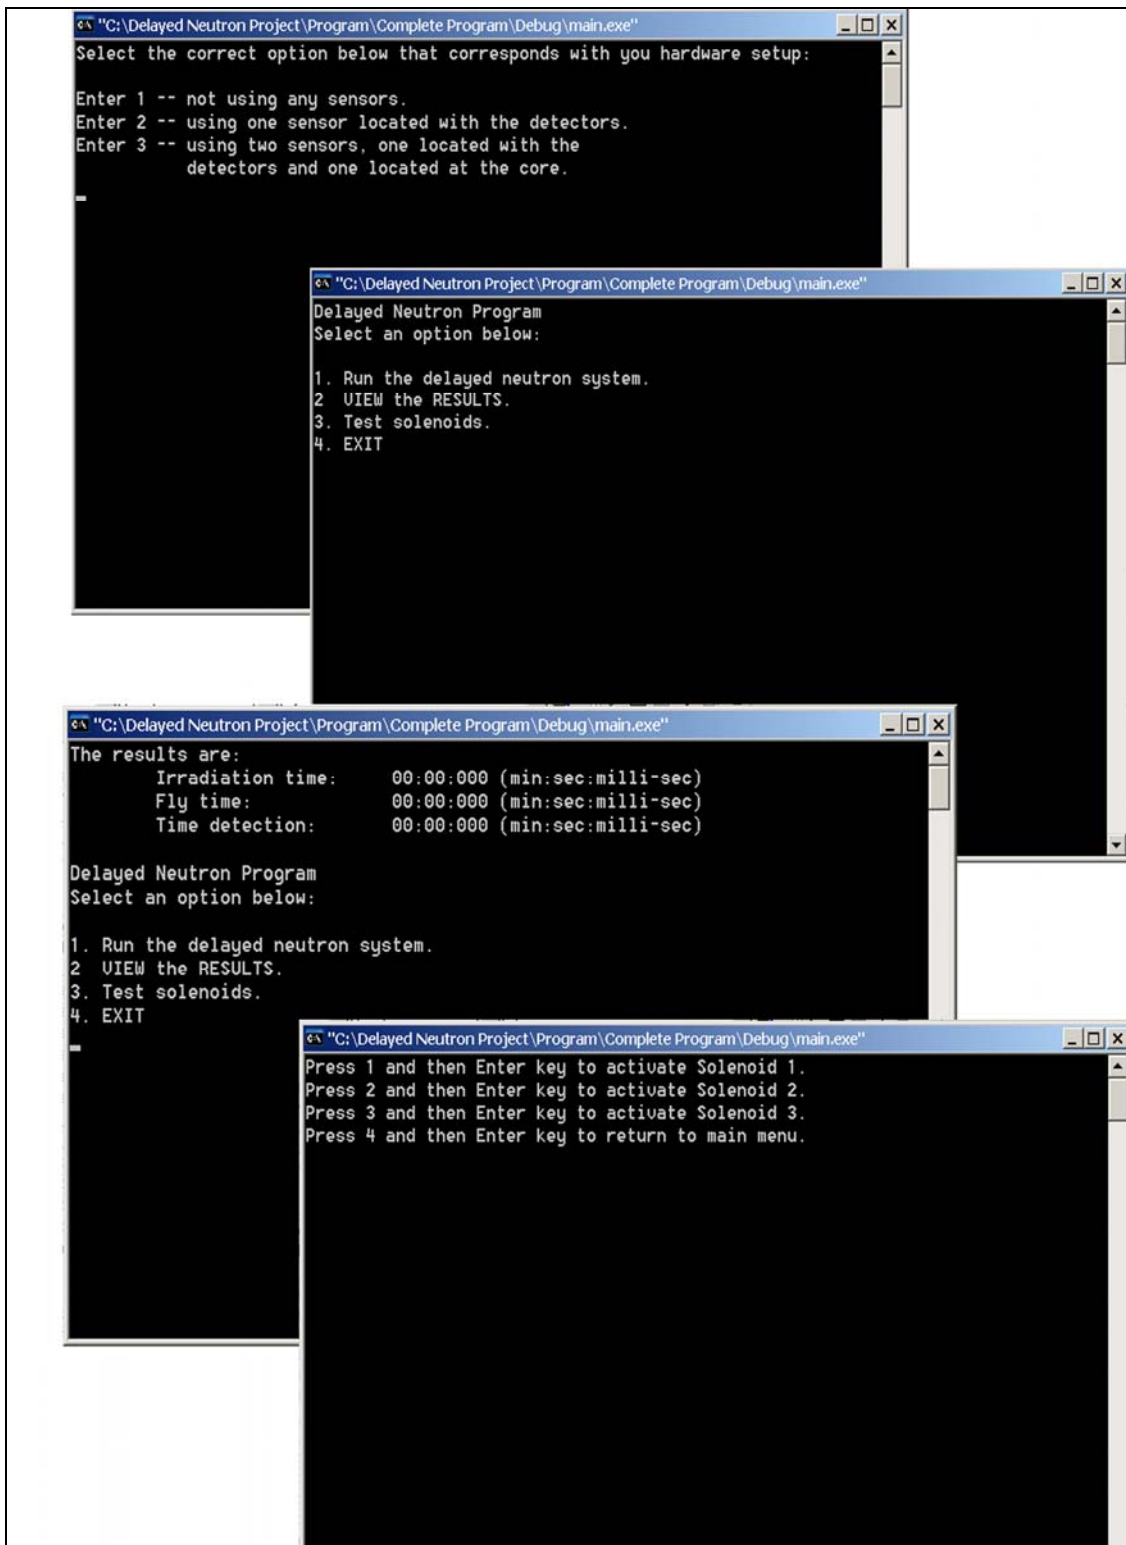 "C:\Delayed Neutron Project\Program\Complete Program\Debug\main.exe"
Select the correct option below that corresponds with you hardware setup:
Enter 1 -- not using any sensors.
Enter 2 -- using one sensor located with the detectors.
Enter 3 -- using two sensors, one located with the
detectors and one located at the core.
"C:\Delayed Neutron Project\Program\Complete Program\Debug\main.exe"
Delayed Neutron Program
Select an option below:
1. Run the delayed neutron system.
2 VIEW the RESULTS.
3. Test solenoids.
4. EXIT
"C:\Delayed Neutron Project\Program\Complete Program\Debug\main.exe"
The results are:
Irradiation time: 00:00:000 (min:sec:milli-sec)
Fly time: 00:00:000 (min:sec:milli-sec)
Time detection: 00:00:000 (min:sec:milli-sec)
Delayed Neutron Program
Select an option below:
1. Run the delayed neutron system.
2 VIEW the RESULTS.
3. Test solenoids.
4. EXIT
"C:\Delayed Neutron Project\Program\Complete Program\Debug\main.exe"
Press 1 and then Enter key to activate Solenoid 1.
Press 2 and then Enter key to activate Solenoid 2.
Press 3 and then Enter key to activate Solenoid 3.
Press 4 and then Enter key to return to main menu.